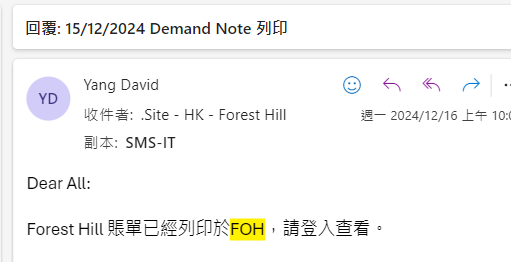 回覆: 15/12/2024 Demand Note 列印
YD
Yang David
收件者: .Site - HK - Forest Hill
週一 2024/12/16 上午
副本: SMS-IT
Dear All:
Forest Hill 賬單已經列印於FOH，請登入查看。